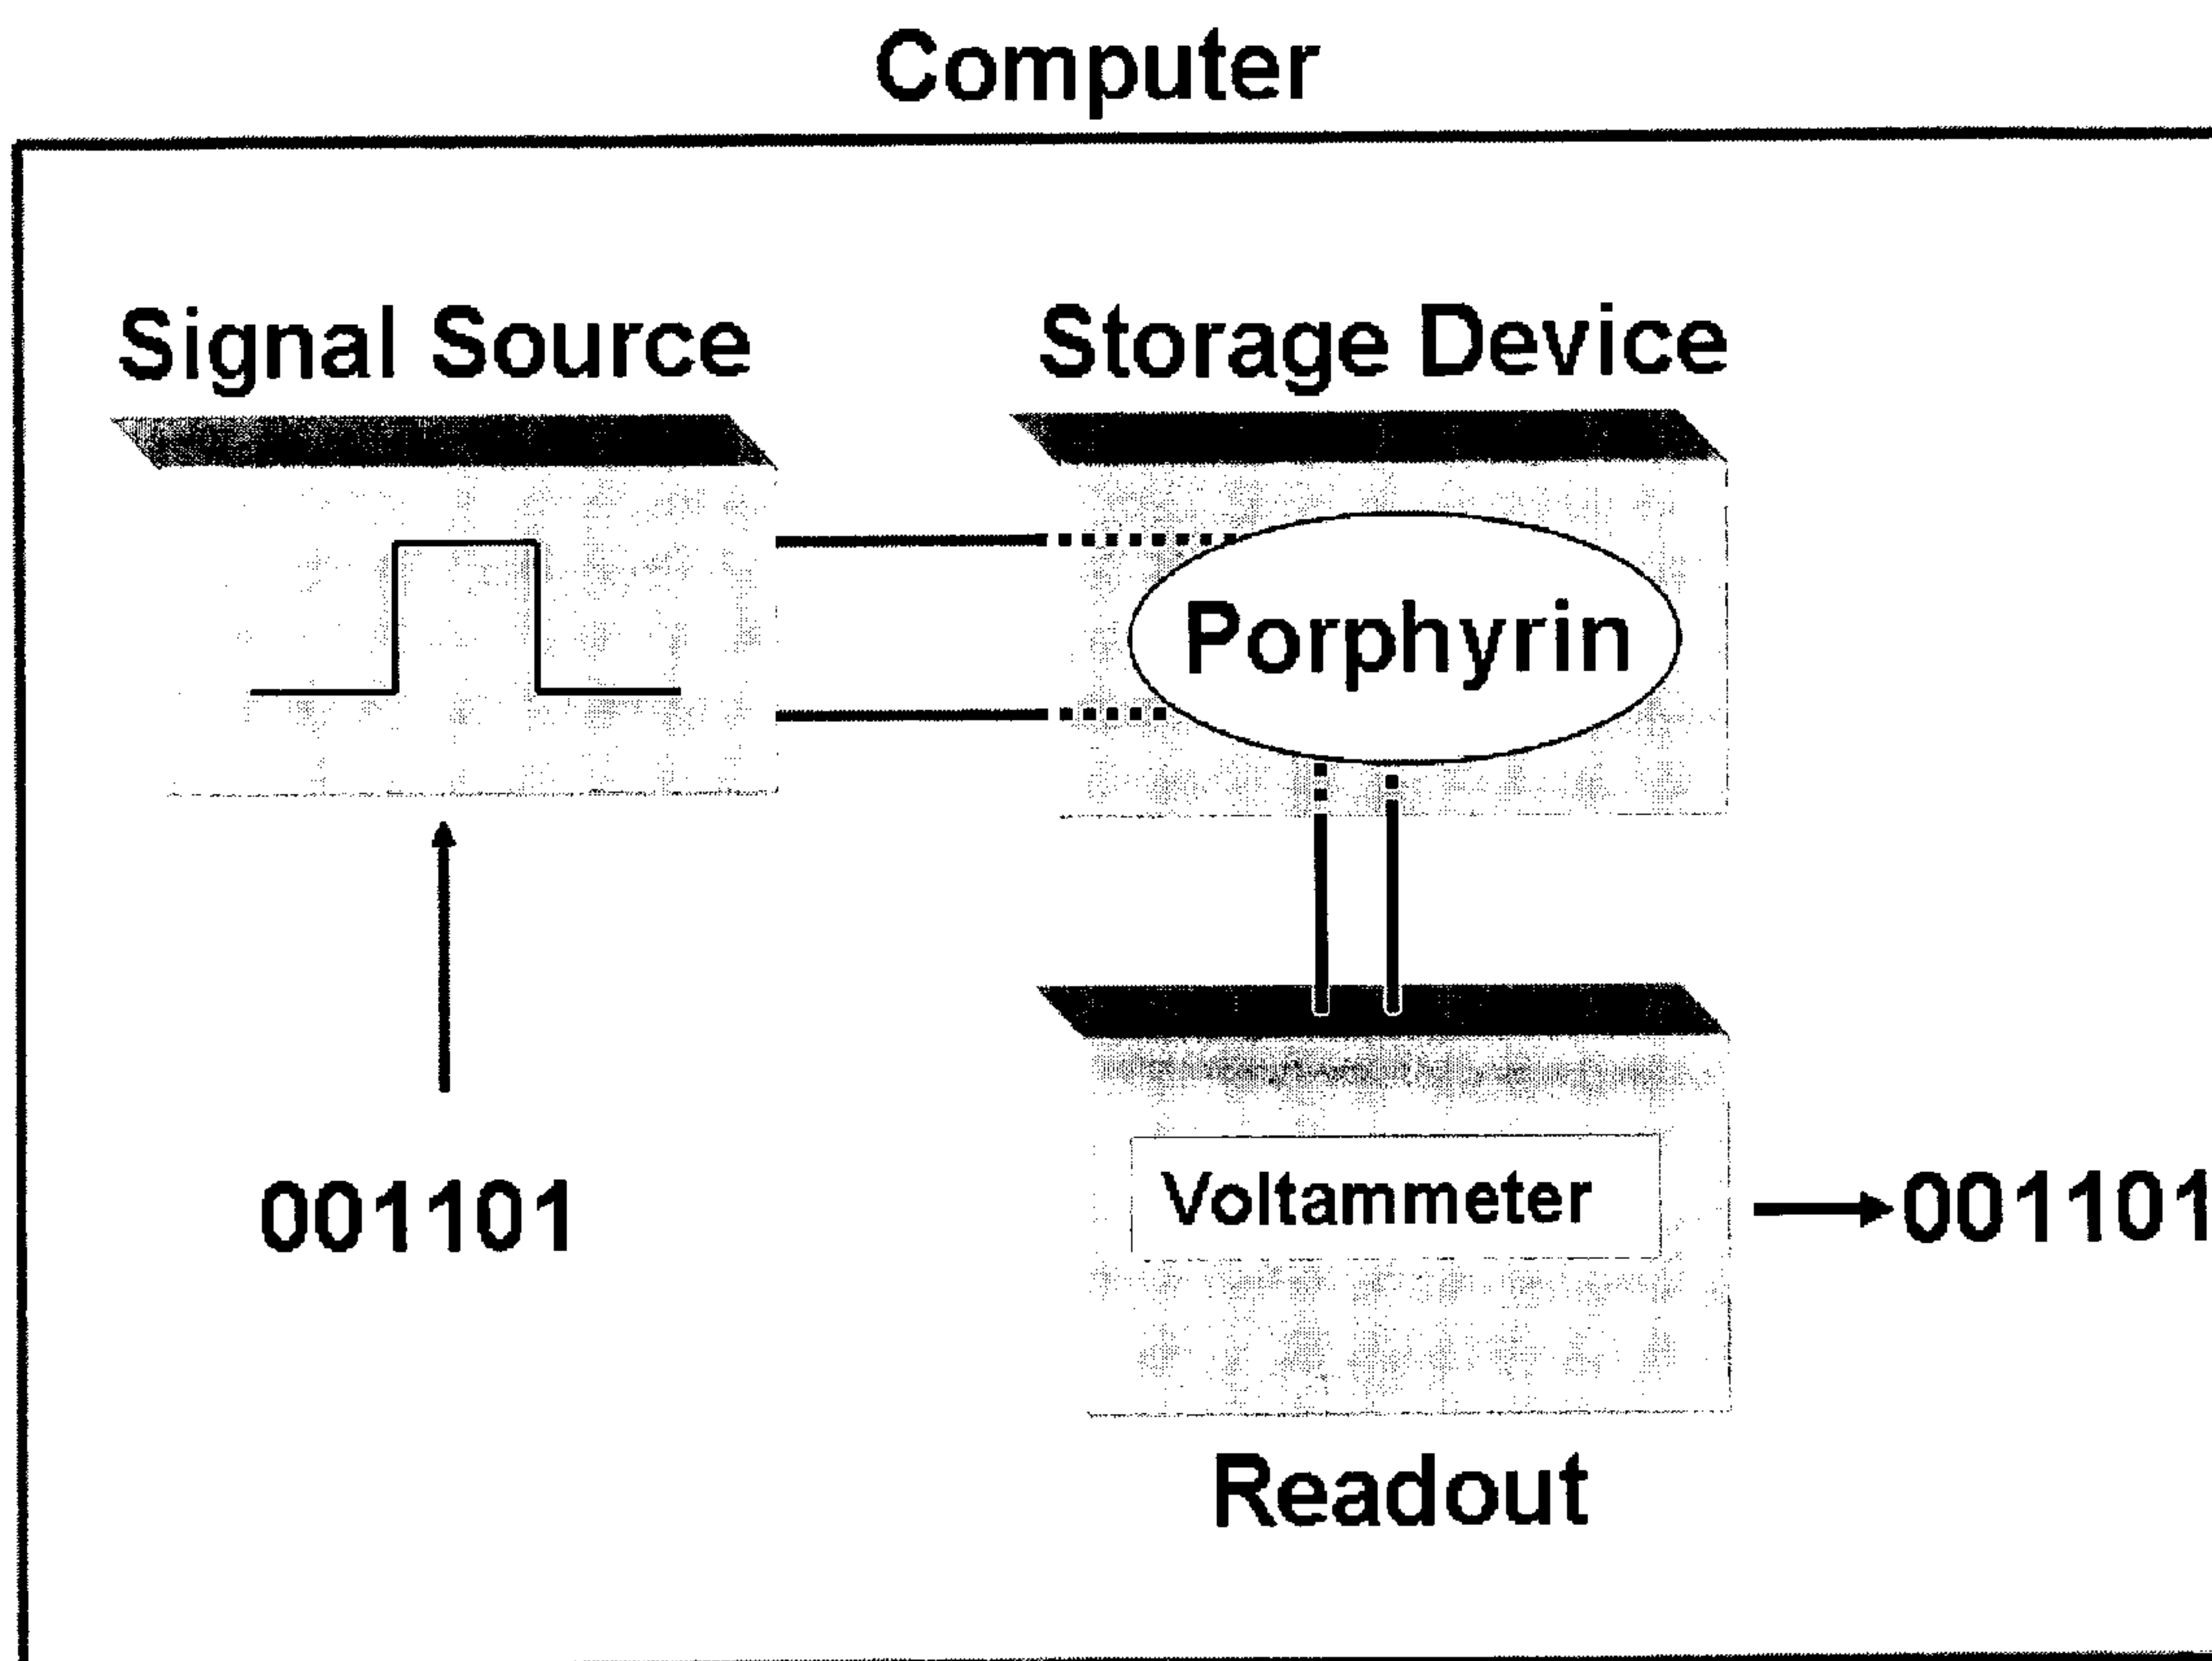 Computer
Signal Source
Storage Device
Porphyrin
001101
Voltammeter
001101
Readout